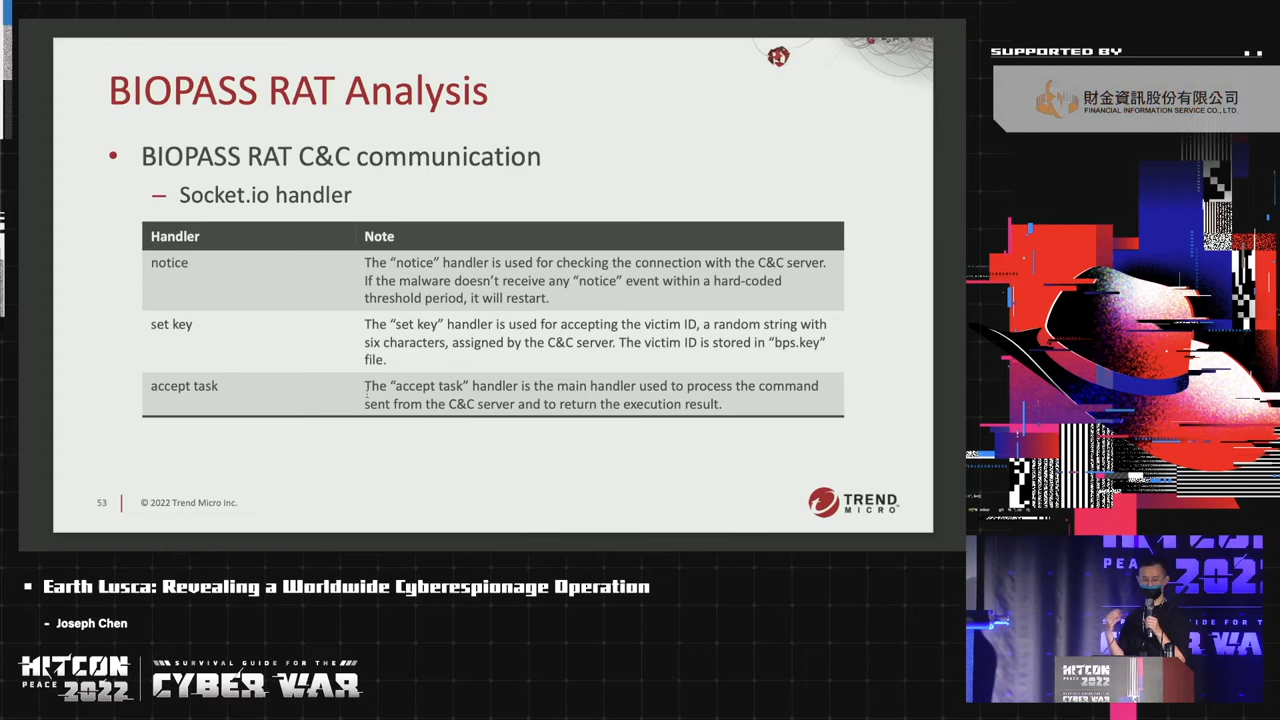 BIOPASS RAT Analysis
• BIOPASS RAT C&C communication
– Socket.io handler
Handler Note
notice The “notice” handler is used for checking the connection with the C&C server.
If the malware doesn’t receive any “notice” event within a hard-coded
threshold period, it will restart.
set key The “set key” handler is used for accepting the victim ID, a random string with
six characters, assigned by the C&C server. The victim ID is stored in “bps.key”
file.
accept task The “accept task” handler is the main handler used to process the command
sent from the C&C server and to return the execution result.
53 © 2022 Trend Micro Inc.
TREND
MICRO™
SUPPORTED BY
財金資訊股份有限公司
FINANCIAL INFORMATION SERVICE CO., LTD.
Earth Lusca: Revealing a Worldwide Cyberespionage Operation
- Joseph Chen
HITCON
PEACE 2022
SURVIVAL GUIDE FOR THE
CYBER WAR
HITCON
CYBER WAR